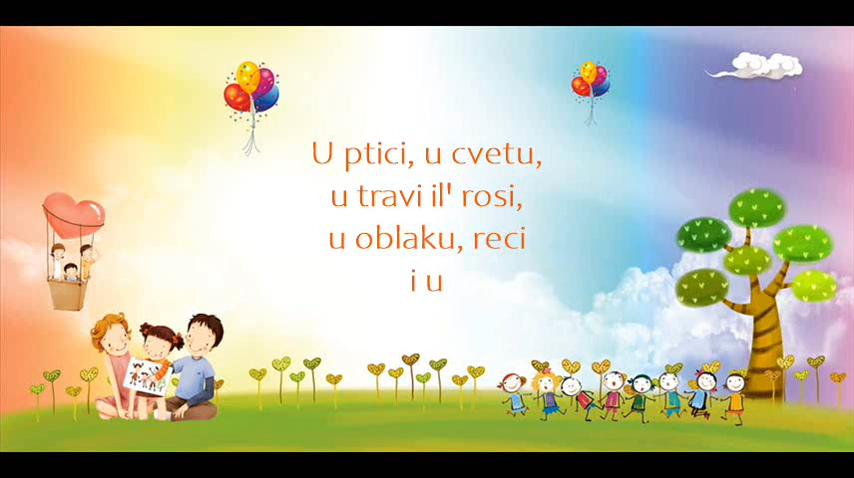 U ptici, u cvetu,
u travi il' rosi,
u oblaku, reci
i u